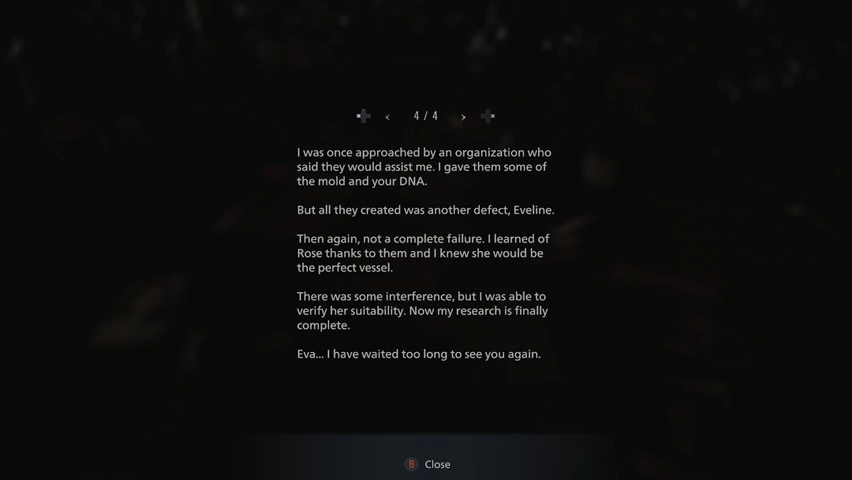 4 / 4
I was once approached by an organization who
said they would assist me. I gave them some of
the mold and your DNA.
But all they created was another defect, Eveline.
Then again, not a complete failure. I learned of
Rose thanks to them and I knew she would be
the perfect vessel.
There was some interference, but I was able to
verify her suitability. Now my research is finally
complete.
Eva... I have waited too long to see you again.
B Close